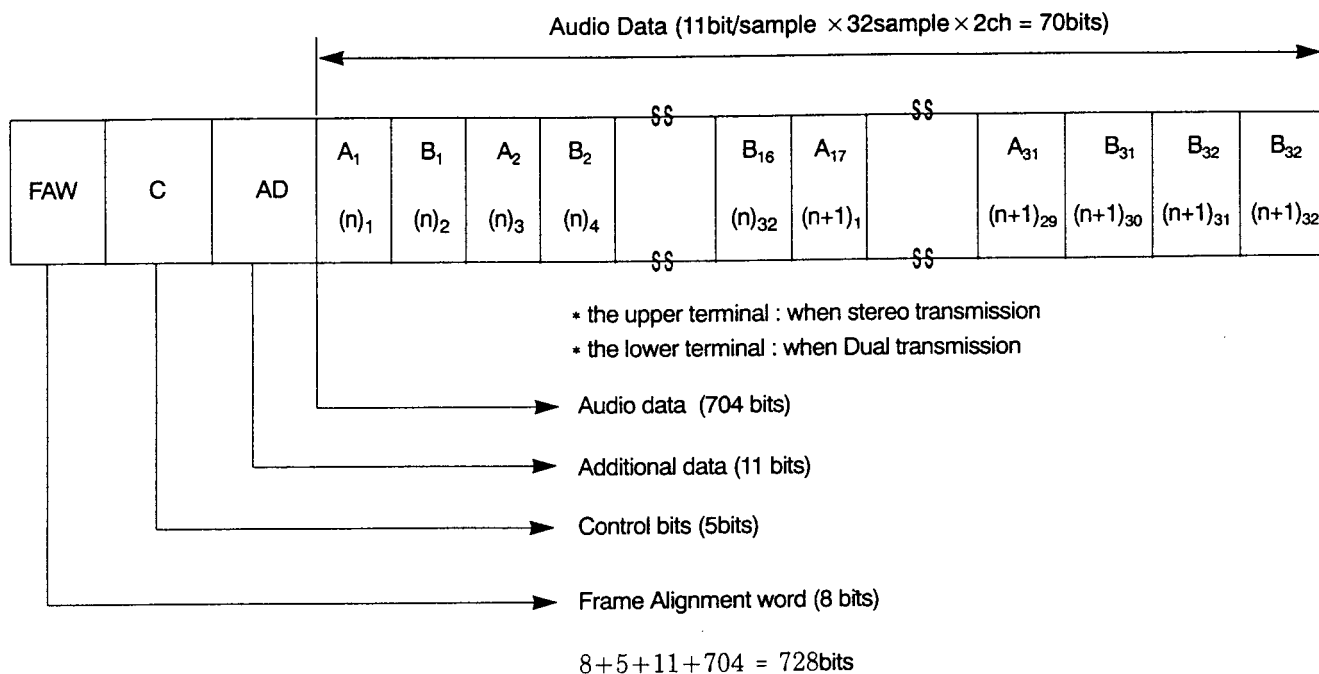 Audio Data (11bit/sample ×32sample×2ch = 70bits)
FAW C AD A₁ B₁ A₂ B₂ B₁₆ A₁₇ A₃₁ B₃₁ B₃₂ B₃₂
(n)₁ (n)₂ (n)₃ (n)₄ (n)₃₂ (n+1)₁ (n+1)₂₉ (n+1)₃₀ (n+1)₃₁ (n+1)₃₂
* the upper terminal : when stereo transmission
* the lower terminal : when Dual transmission
Audio data (704 bits)
Additional data (11 bits)
Control bits (5bits)
Frame Alignment word (8 bits)
8+5+11+704 = 728bits